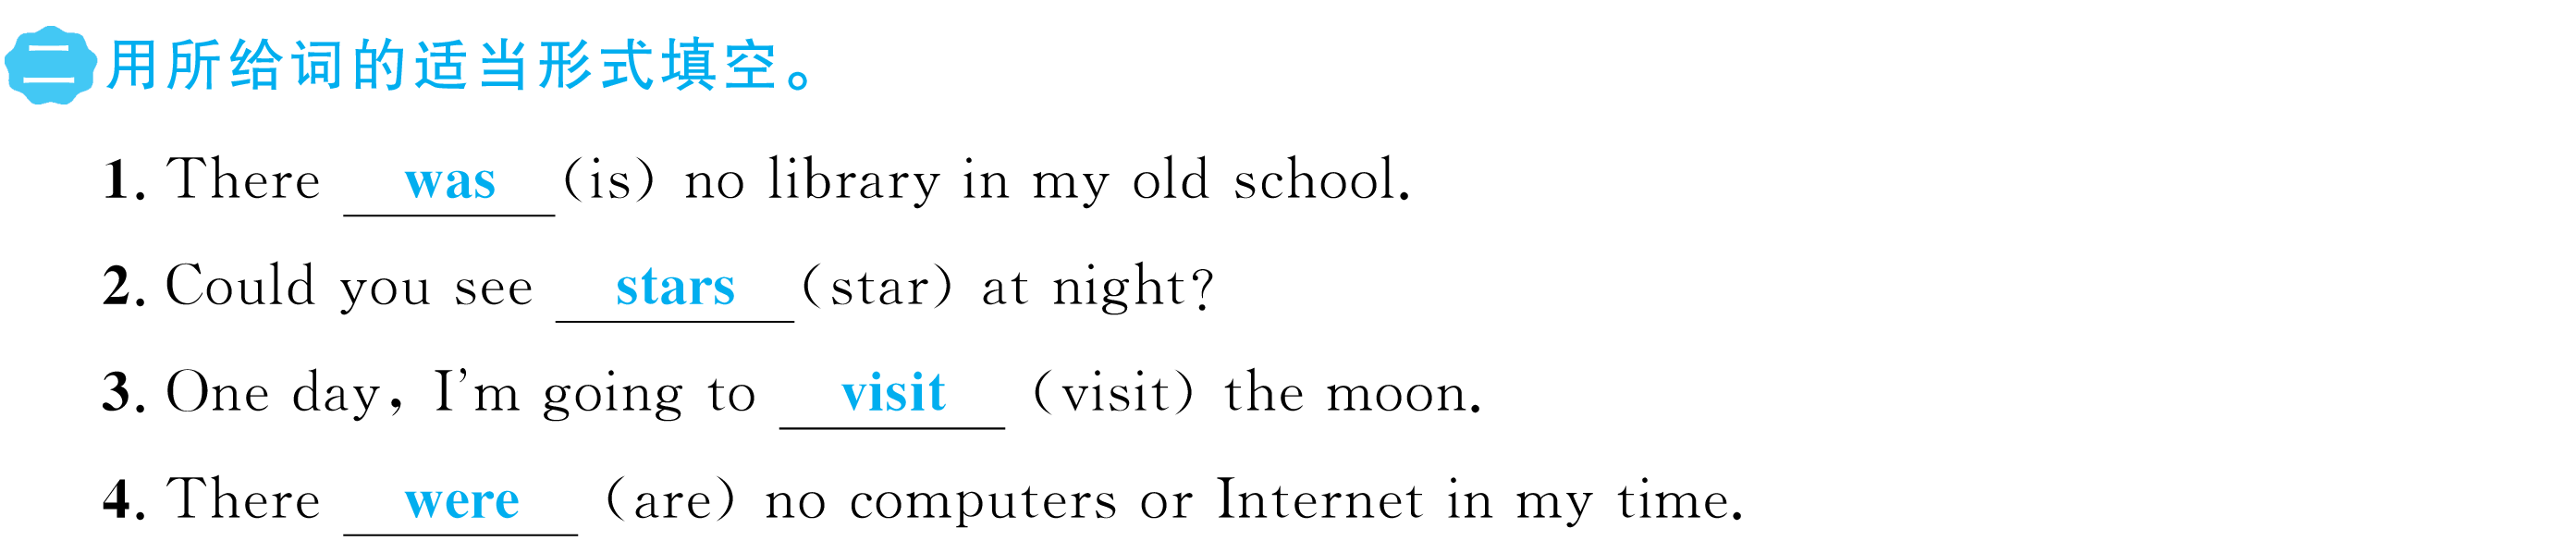 二 用所给词的适当形式填空。
1. There was (is) no library in my old school.
2. Could you see stars (star) at night?
3. One day, I'm going to visit (visit) the moon.
4. There were (are) no computers or Internet in my time.